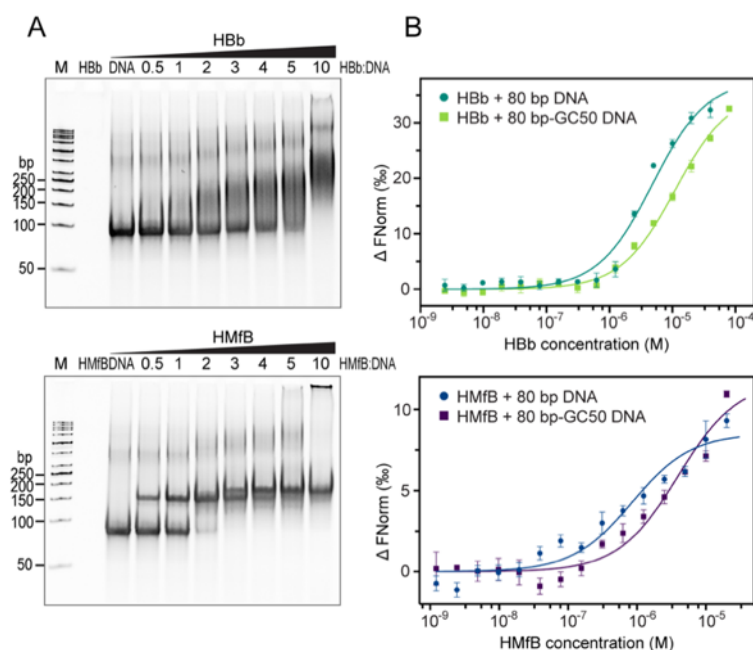 A
HBb
M HBb DNA 0.5 1 2 3 4 5 10 HBb:DNA
bp
250
200
150
100
50
HMfB
M HMfB DNA 0.5 1 2 3 4 5 10 HMfB:DNA
bp
250
200
150
100
50
B
HBb + 80 bp DNA
HBb + 80 bp-GC50 DNA
Δ FNorm (‰)
30
20
10
0
10⁻⁹ 10⁻⁸ 10⁻⁷ 10⁻⁶ 10⁻⁵ 10⁻⁴
HBb concentration (M)
HMfB + 80 bp DNA
HMfB + 80 bp-GC50 DNA
Δ FNorm (‰)
10
5
0
10⁻⁹ 10⁻⁸ 10⁻⁷ 10⁻⁶ 10⁻⁵
HMfB concentration (M)